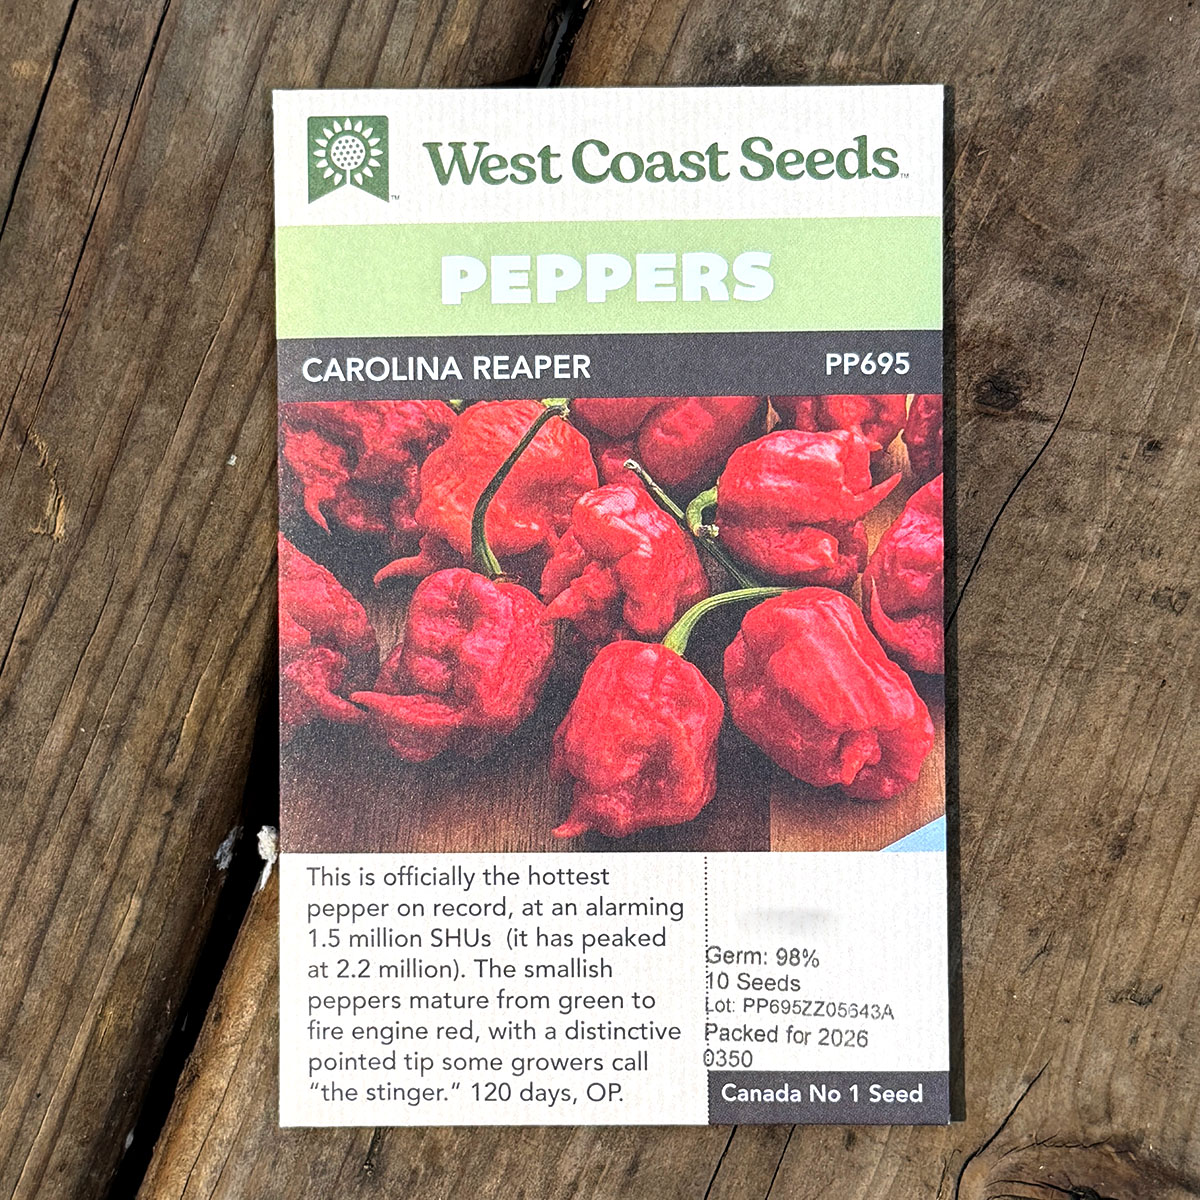 West Coast Seeds™
PEPPERS
CAROLINA REAPER PP695
This is officially the hottest
pepper on record, at an alarming
1.5 million SHUs (it has peaked
at 2.2 million). The smallish
peppers mature from green to
fire engine red, with a distinctive
pointed tip some growers call
“the stinger.“ 120 days, OP.
Germ: 98%
10 Seeds
Lot: PP695ZZ05643A
Packed for 2026
0350
Canada No 1 Seed